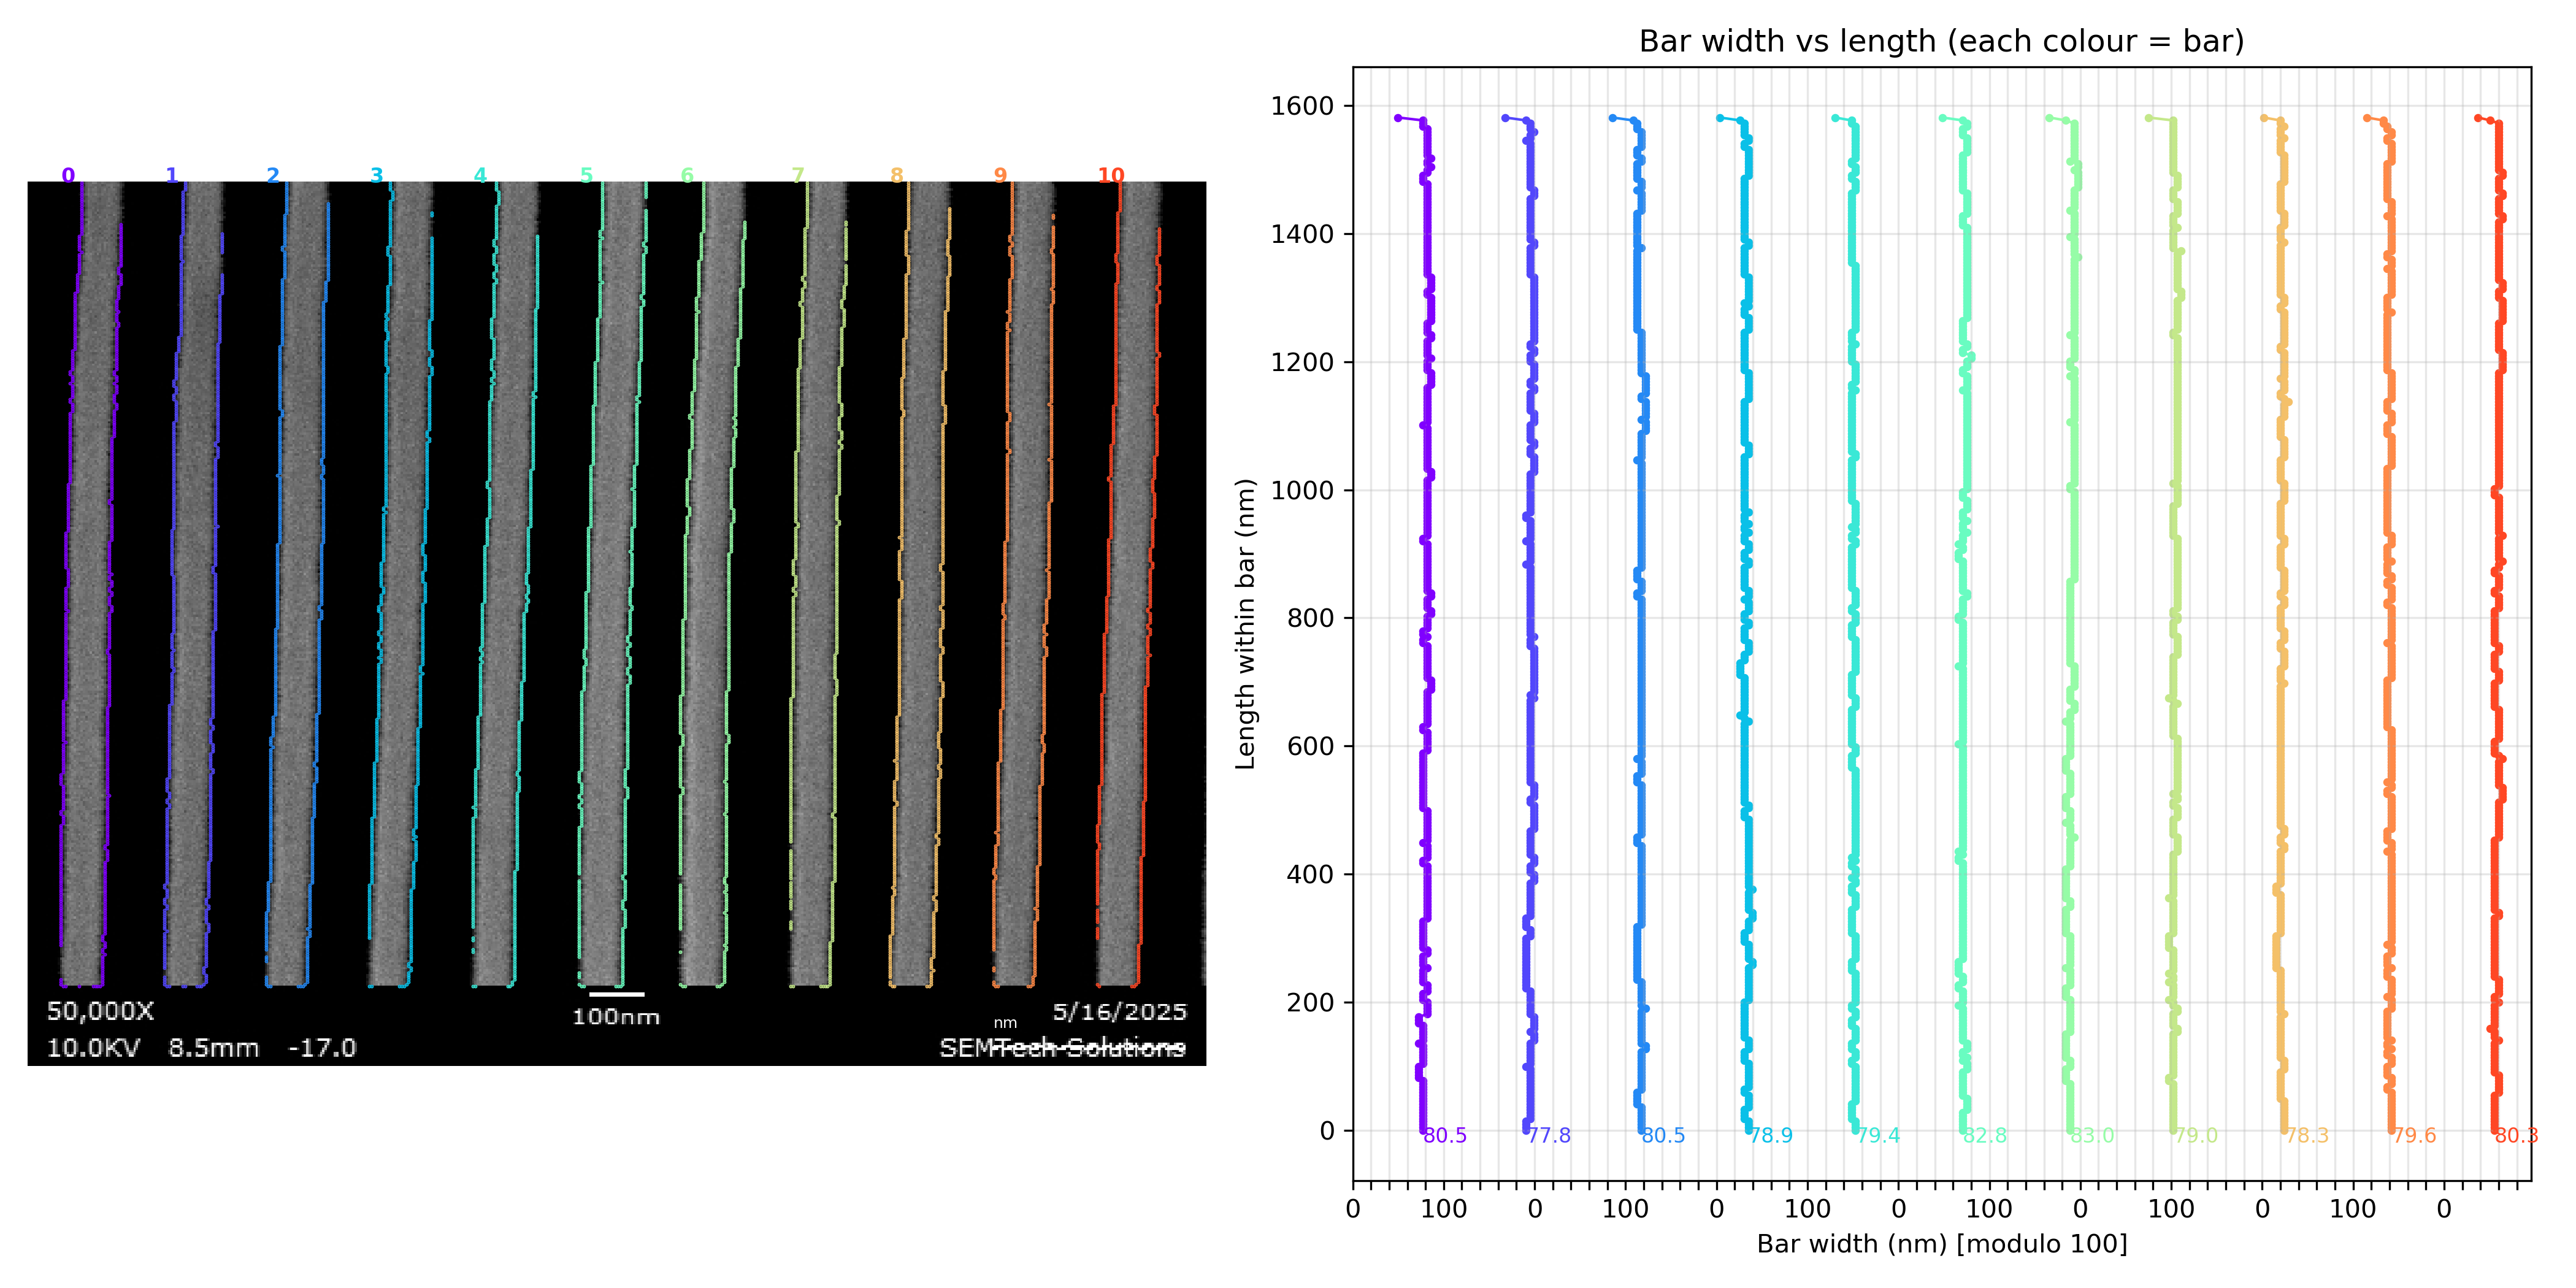 0 1 2 3 4 5 6 7 8 9 10
50,000X 100nm 5/16/2025
nm
10.0KV 8.5mm -17.0 SEMTech Solutions
Bar width vs length (each colour = bar)
Length within bar (nm)
1600
1400
1200
1000
800
600
400
200
0
80.5 77.8 80.5 78.9 79.4 82.8 83.0 79.0 78.3 79.6 80.3
0 100 0 100 0 100 0 100 0 100 0 100 0
Bar width (nm) [modulo 100]